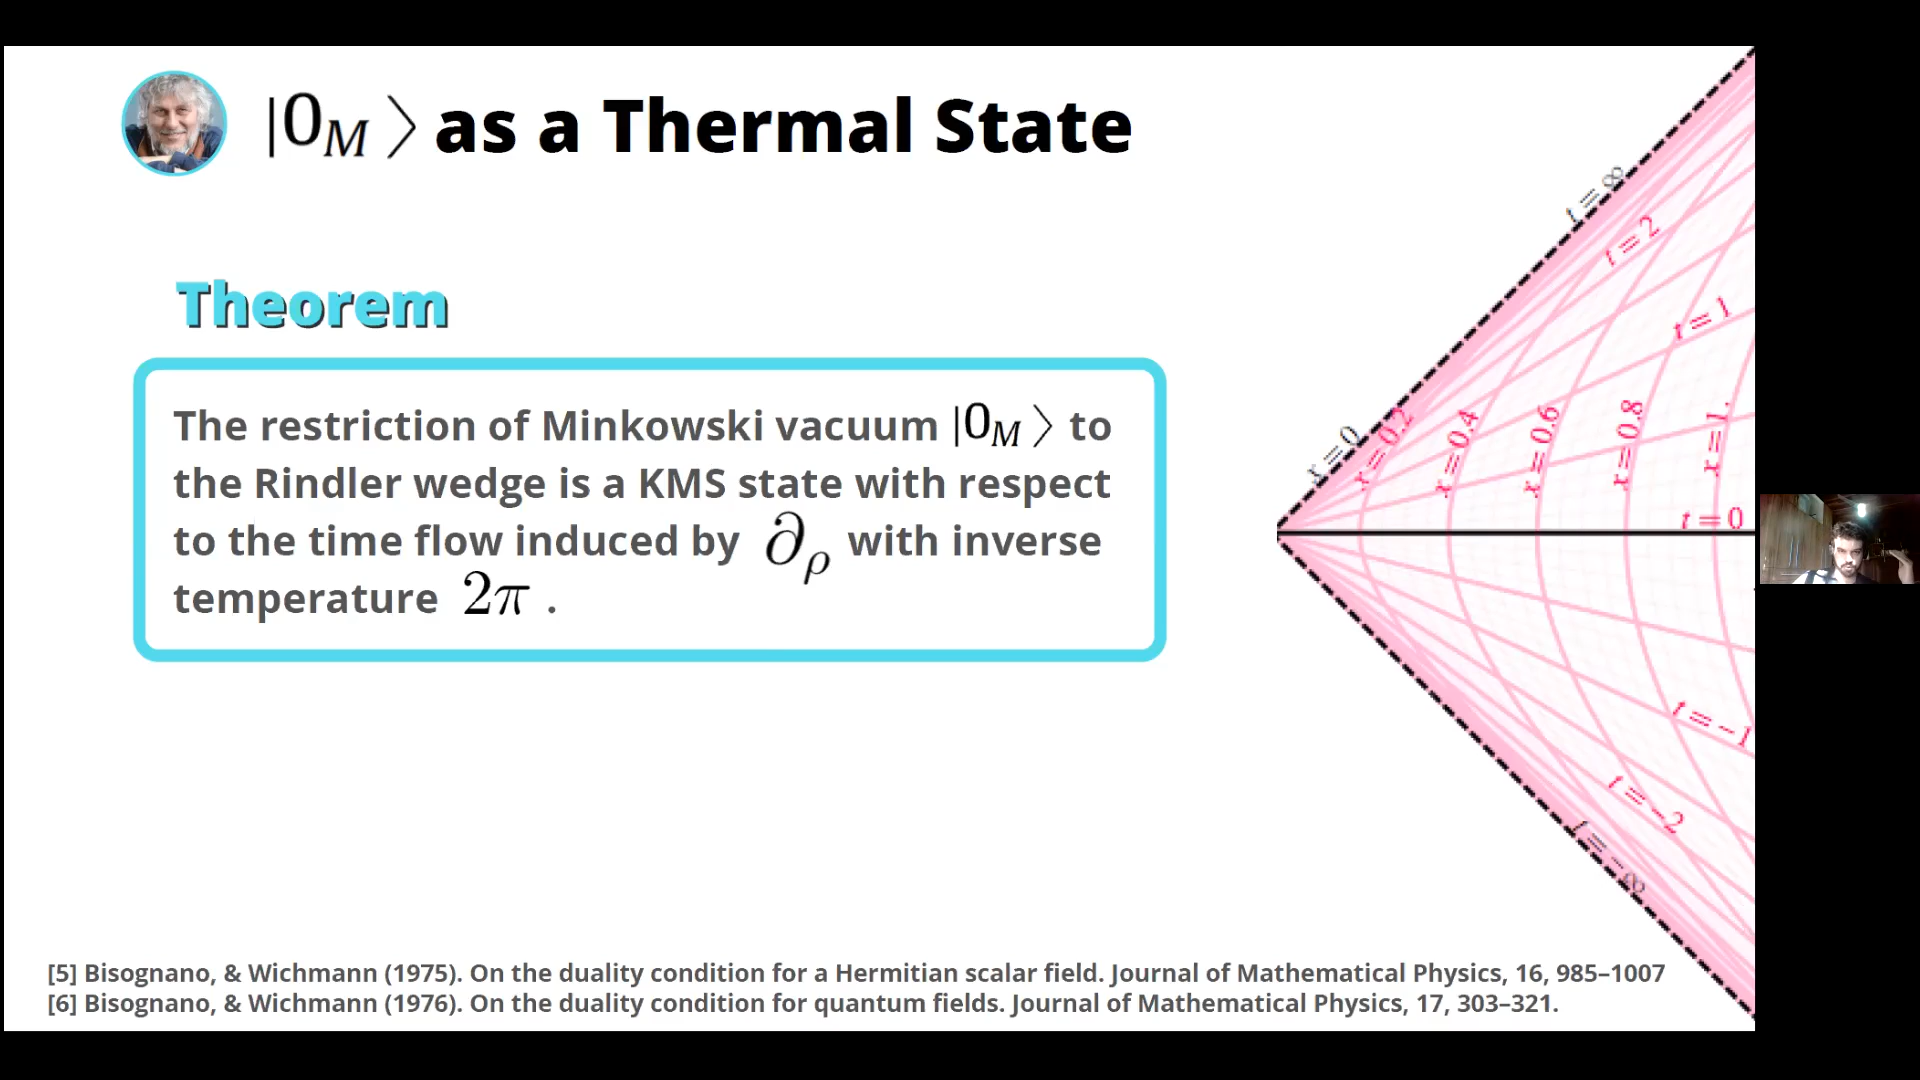 |0_M⟩ as a Thermal State
Theorem
The restriction of Minkowski vacuum |0_M⟩ to
the Rindler wedge is a KMS state with respect
to the time flow induced by ∂_ρ with inverse
temperature 2π .
t = ∞
t = 2
t = 1
x = 0
x = 0.2
x = 0.4
x = 0.6
x = 0.8
x = 1.
t = 0
t = −1
t = −2
t = −∞
[5] Bisognano, & Wichmann (1975). On the duality condition for a Hermitian scalar field. Journal of Mathematical Physics, 16, 985–1007
[6] Bisognano, & Wichmann (1976). On the duality condition for quantum fields. Journal of Mathematical Physics, 17, 303–321.